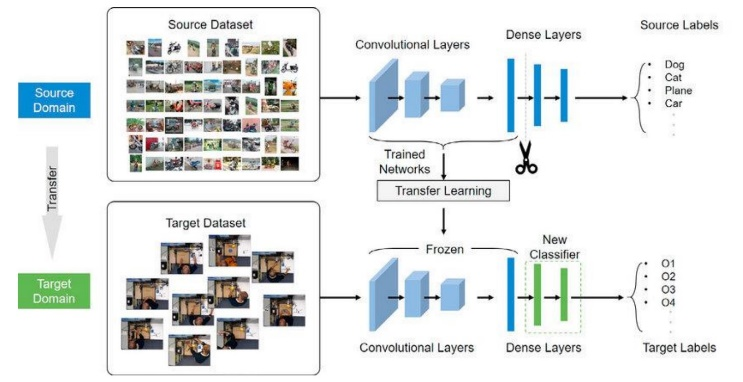 Source Dataset
Convolutional Layers
Dense Layers
Source Labels
Source
Domain
Dog
Cat
Plane
Car
Trained
Networks
Transfer Learning
Transfer
Target Dataset
Frozen
New
Classifier
Target
Domain
O1
O2
O3
O4
Convolutional Layers
Dense Layers
Target Labels